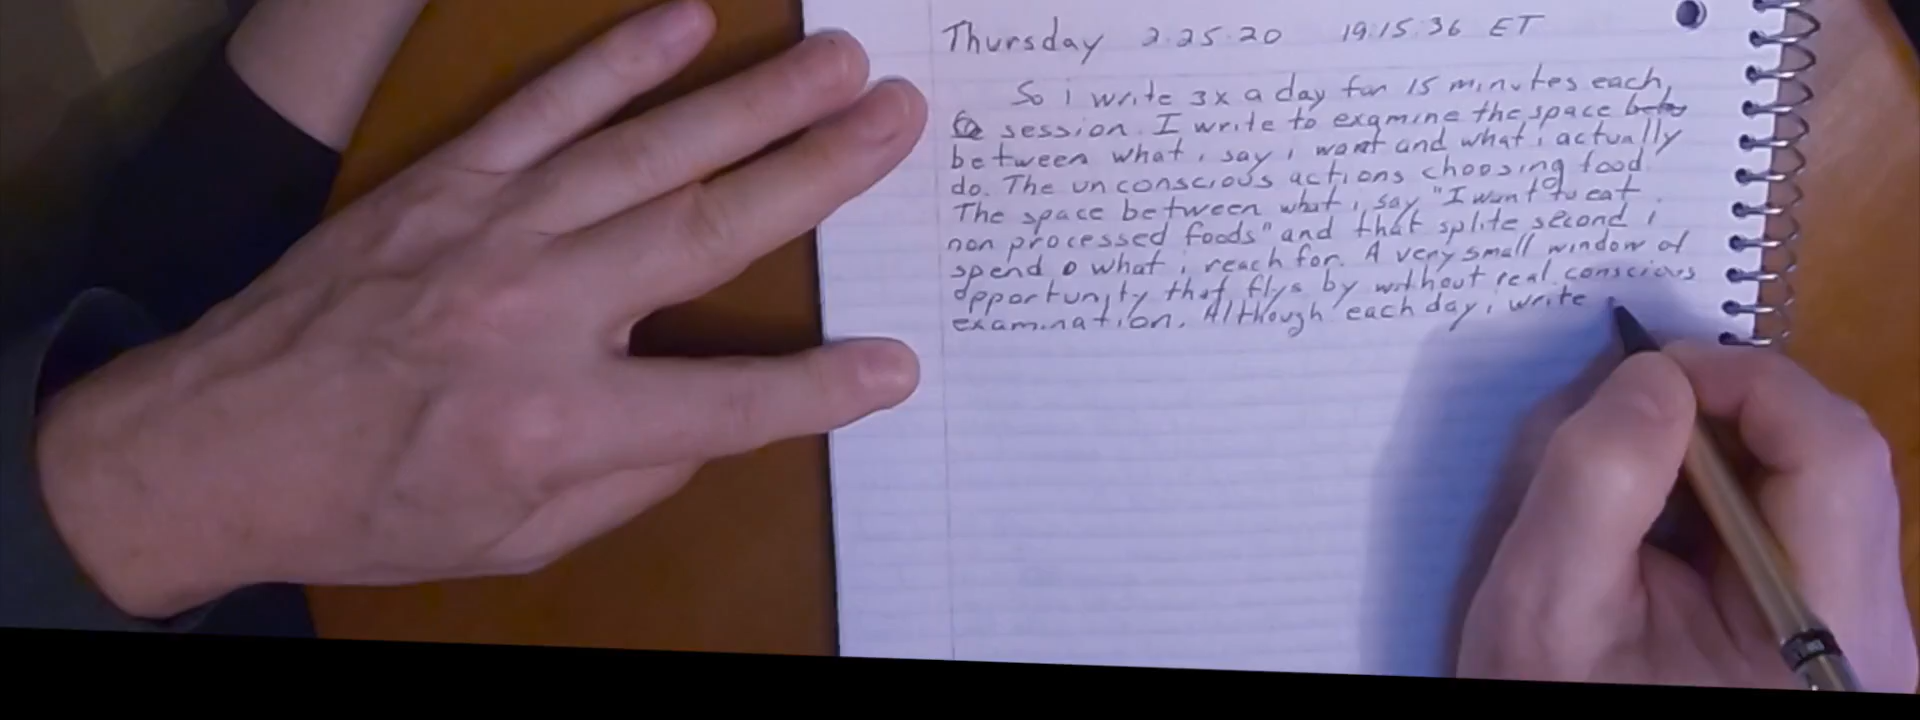 Thursday 2.25.20 19.15.36 ET
So i write 3x a day for 15 minutes each
session. I write to examine the space
between what i say i want and what i actually
do. The unconscious actions choosing food.
The space between what i say "I want to eat
non processed foods" and that splite second i
spend o what i reach for. A very small window of
opportunity that flys by without real conscious
examination. Although each day i write